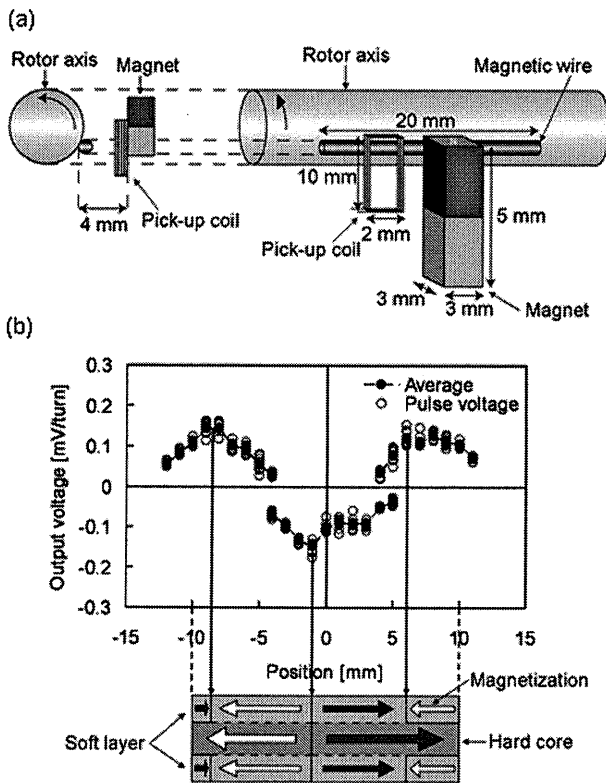 (a)
Rotor axis
Magnet
Rotor axis
Magnetic wire
20 mm
10 mm
4 mm
Pick-up coil
Pick-up coil
2 mm
5 mm
3 mm
3 mm
Magnet
(b)
0.3
0.2
0.1
0
-0.1
-0.2
-0.3
Output voltage [mV/turn]
Average
Pulse voltage
-15
-10
-5
0
5
10
15
Position [mm]
Magnetization
Soft layer
Hard core